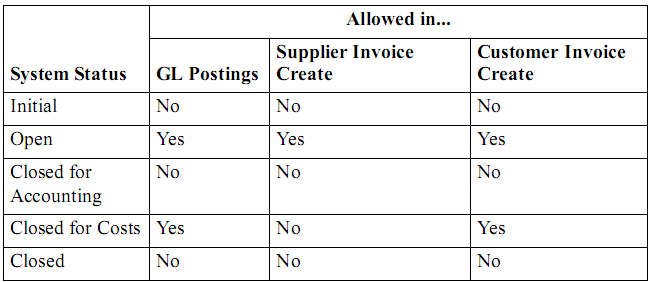 Allowed in...
System Status GL Postings Supplier Invoice Create Customer Invoice Create
Initial No No No
Open Yes Yes Yes
Closed for Accounting No No No
Closed for Costs Yes No Yes
Closed No No No